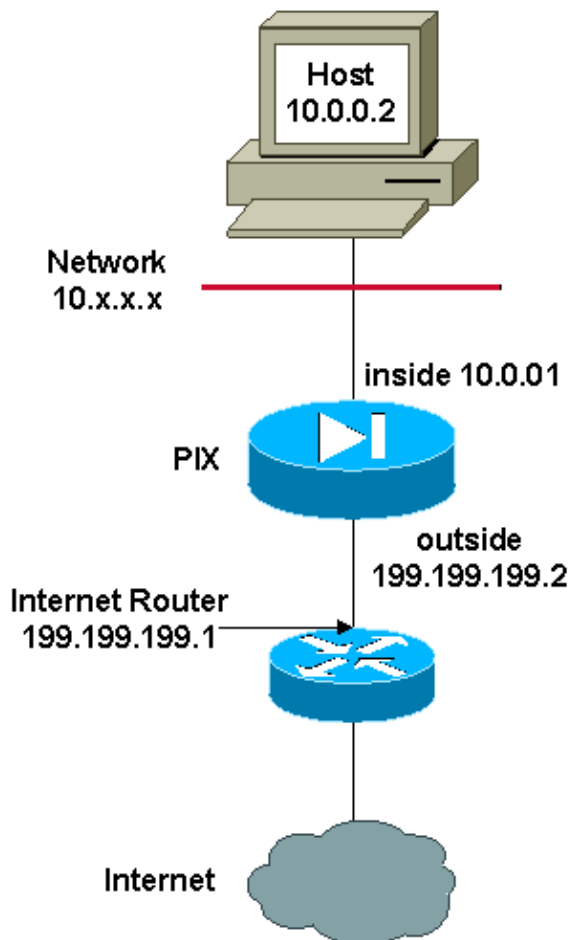 Host
10.0.0.2
Network
10.x.x.x
inside 10.0.01
PIX
outside
199.199.199.2
Internet Router
199.199.199.1
Internet